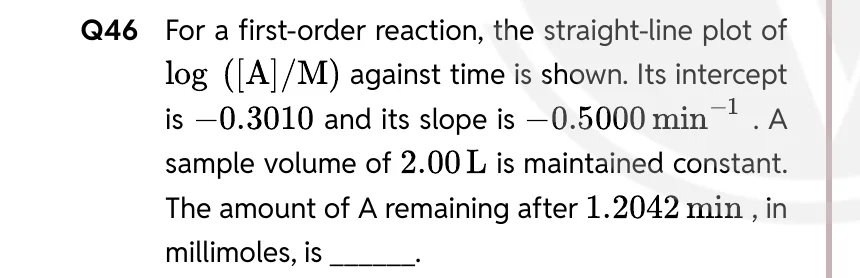 Q46 For a first-order reaction, the straight-line plot of
log ([A]/M) against time is shown. Its intercept
is −0.3010 and its slope is −0.5000 min⁻¹ . A
sample volume of 2.00 L is maintained constant.
The amount of A remaining after 1.2042 min , in
millimoles, is ______.